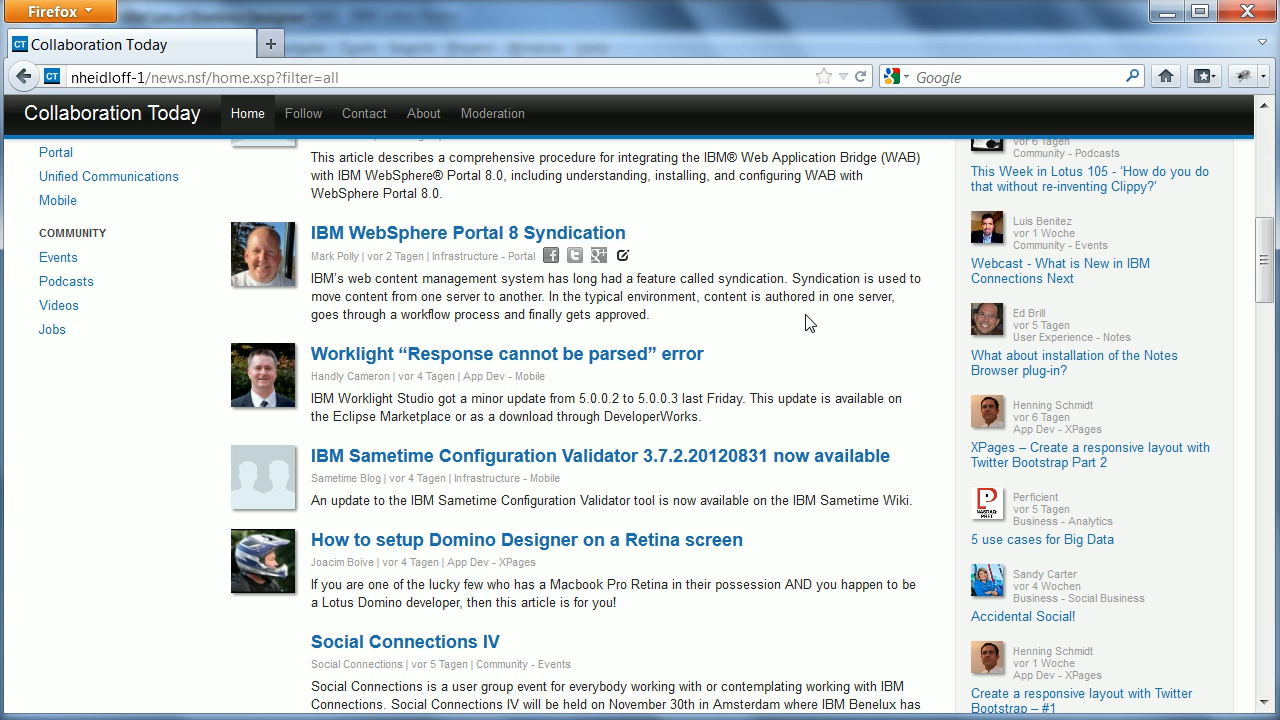 Firefox
CT Collaboration Today
CT nheidloff-1/news.nsf/home.xsp?filter=all
Google
Collaboration Today Home Follow Contact About Moderation
Portal
Unified Communications
Mobile
COMMUNITY
Events
Podcasts
Videos
Jobs
This article describes a comprehensive procedure for integrating the IBM® Web Application Bridge (WAB)
with IBM WebSphere® Portal 8.0, including understanding, installing, and configuring WAB with
WebSphere Portal 8.0.
IBM WebSphere Portal 8 Syndication
Mark Polly | vor 2 Tagen | Infrastructure - Portal
IBM's web content management system has long had a feature called syndication. Syndication is used to
move content from one server to another. In the typical environment, content is authored in one server,
goes through a workflow process and finally gets approved.
Worklight “Response cannot be parsed” error
Handly Cameron | vor 4 Tagen | App Dev - Mobile
IBM Worklight Studio got a minor update from 5.0.0.2 to 5.0.0.3 last Friday. This update is available on
the Eclipse Marketplace or as a download through DeveloperWorks.
IBM Sametime Configuration Validator 3.7.2.20120831 now available
Sametime Blog | vor 4 Tagen | Infrastructure - Mobile
An update to the IBM Sametime Configuration Validator tool is now available on the IBM Sametime Wiki.
How to setup Domino Designer on a Retina screen
Joacim Boive | vor 4 Tagen | App Dev - XPages
If you are one of the lucky few who has a Macbook Pro Retina in their possession AND you happen to be
a Lotus Domino developer, then this article is for you!
Social Connections IV
Social Connections | vor 5 Tagen | Community - Events
Social Connections is a user group event for everybody working with or contemplating working with IBM
Connections. Social Connections IV will be held on November 30th in Amsterdam where IBM Benelux has
vor 6 Tagen
Community - Podcasts
This Week in Lotus 105 - 'How do you do
that without re-inventing Clippy?'
Luis Benitez
vor 1 Woche
Community - Events
Webcast - What is New in IBM
Connections Next
Ed Brill
vor 5 Tagen
User Experience - Notes
What about installation of the Notes
Browser plug-in?
Henning Schmidt
vor 6 Tagen
App Dev - XPages
XPages – Create a responsive layout with
Twitter Bootstrap Part 2
Perficient
vor 5 Tagen
Business - Analytics
5 use cases for Big Data
Sandy Carter
vor 4 Wochen
Business - Social Business
Accidental Social!
Henning Schmidt
vor 1 Woche
App Dev - XPages
Create a responsive layout with Twitter
Bootstrap – #1